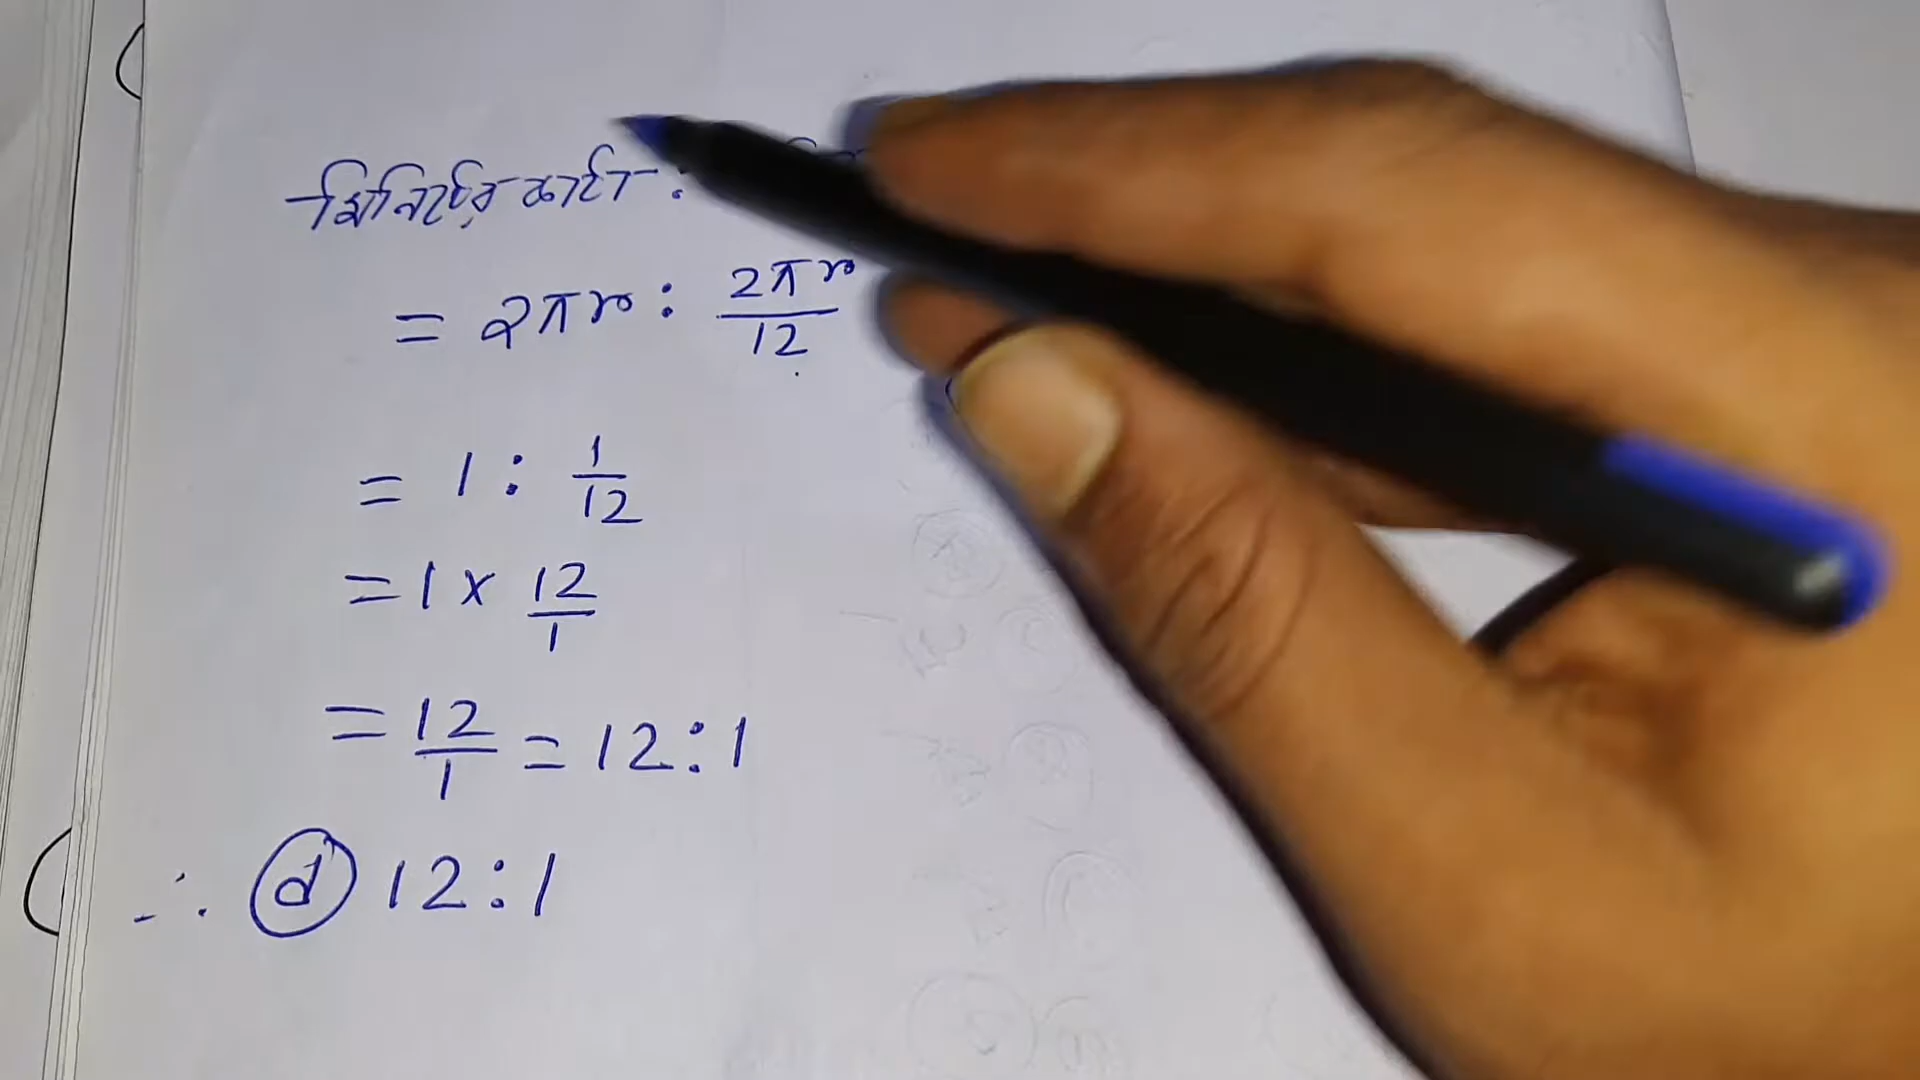 মিনিটের কাটা :
= 2πr : 2πr/12
= 1 : 1/12
= 1 x 12/1
= 12/1 = 12 : 1
∴ ⓓ 12 : 1